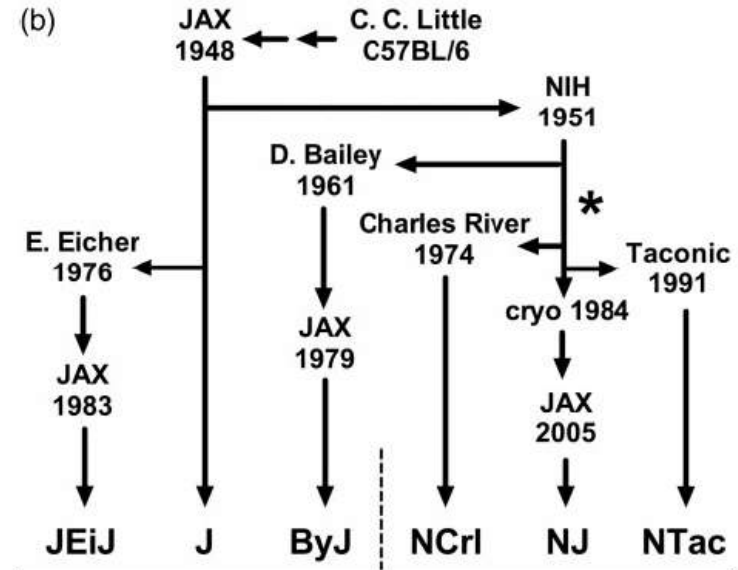 (b)
JAX
1948
C. C. Little
C57BL/6
NIH
1951
D. Bailey
1961
*
Charles River
1974
E. Eicher
1976
Taconic
1991
cryo 1984
JAX
1979
JAX
1983
JAX
2005
JEiJ J ByJ NCrl NJ NTac